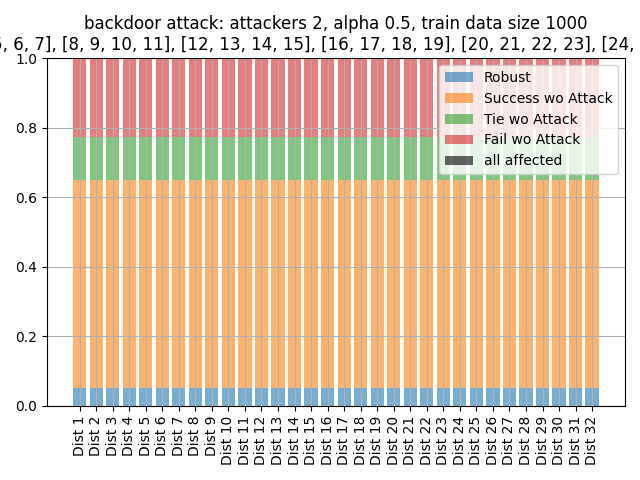 backdoor attack: attackers 2, alpha 0.5, train data size 1000
6, 7], [8, 9, 10, 11], [12, 13, 14, 15], [16, 17, 18, 19], [20, 21, 22, 23], [24,
1.0
0.8
0.6
0.4
0.2
0.0
Robust
Success wo Attack
Tie wo Attack
Fail wo Attack
all affected
Dist 1
Dist 2
Dist 3
Dist 4
Dist 5
Dist 6
Dist 7
Dist 8
Dist 9
Dist 10
Dist 11
Dist 12
Dist 13
Dist 14
Dist 15
Dist 16
Dist 17
Dist 18
Dist 19
Dist 20
Dist 21
Dist 22
Dist 23
Dist 24
Dist 25
Dist 26
Dist 27
Dist 28
Dist 29
Dist 30
Dist 31
Dist 32